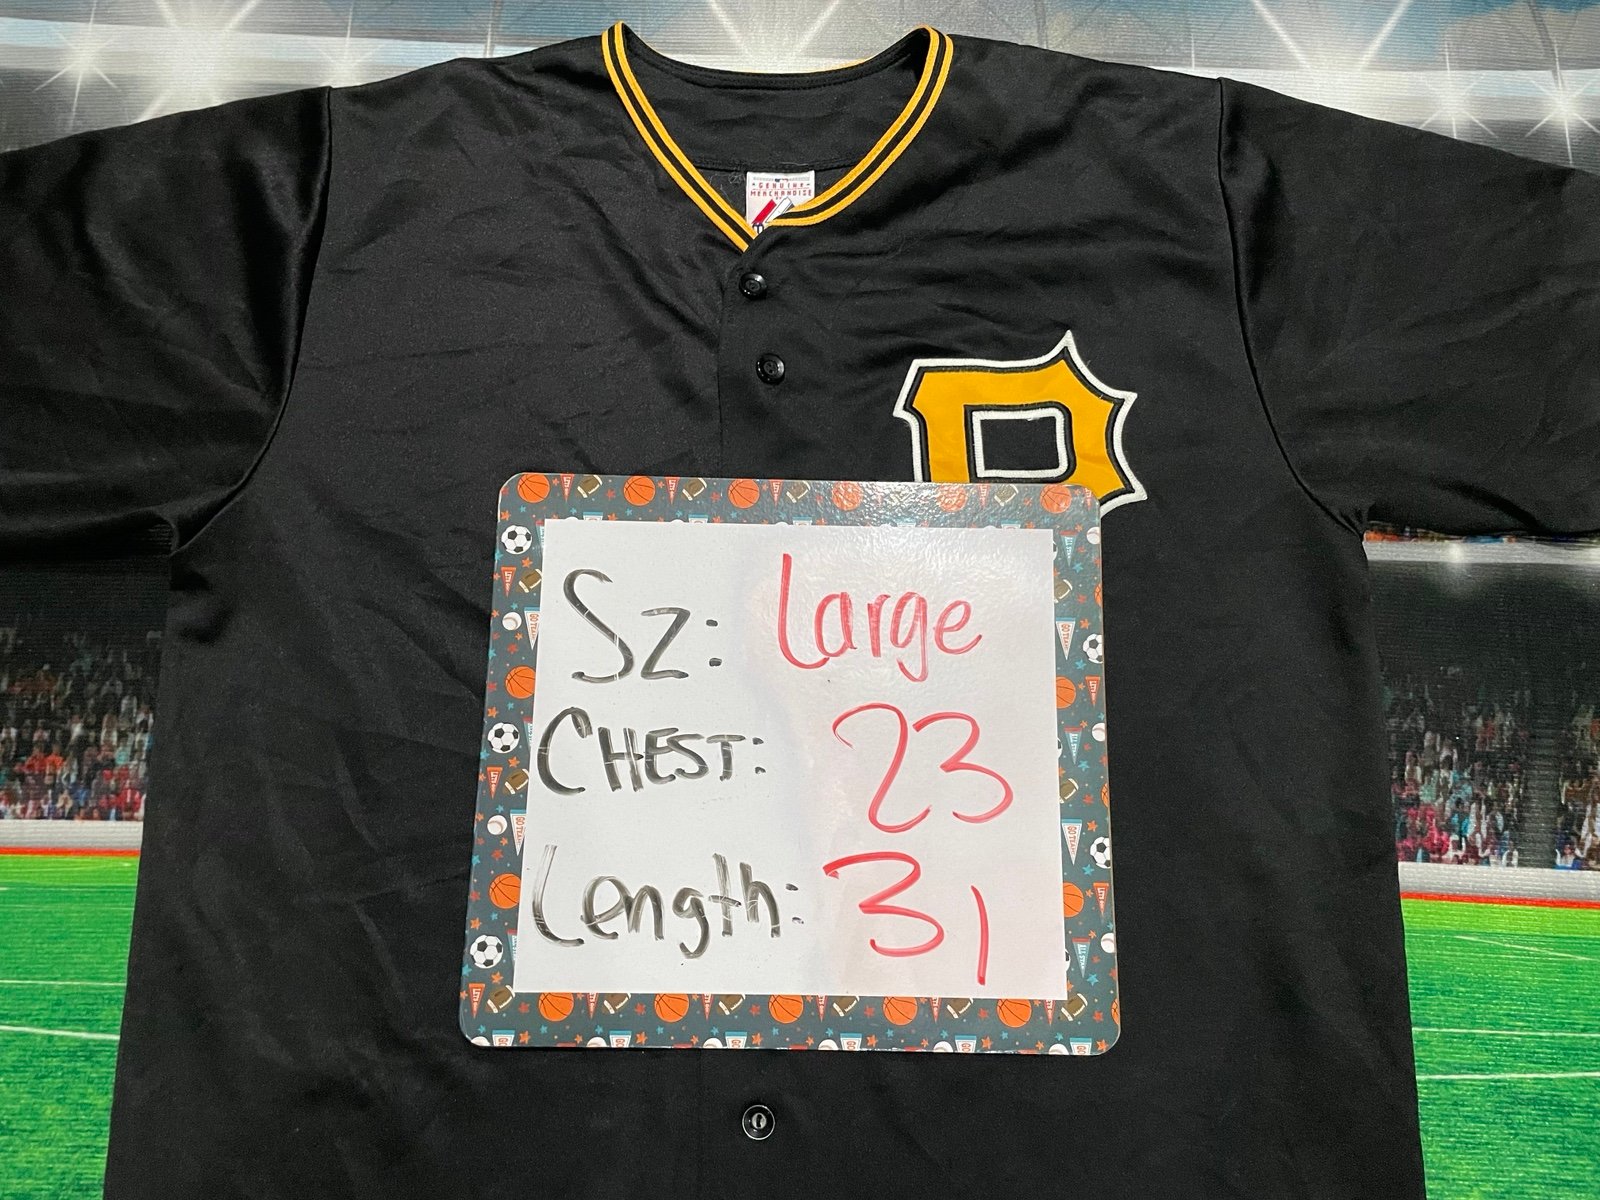 GENUINE
MERCHANDISE
P
Sz: Large
CHEST: 23
Length: 31